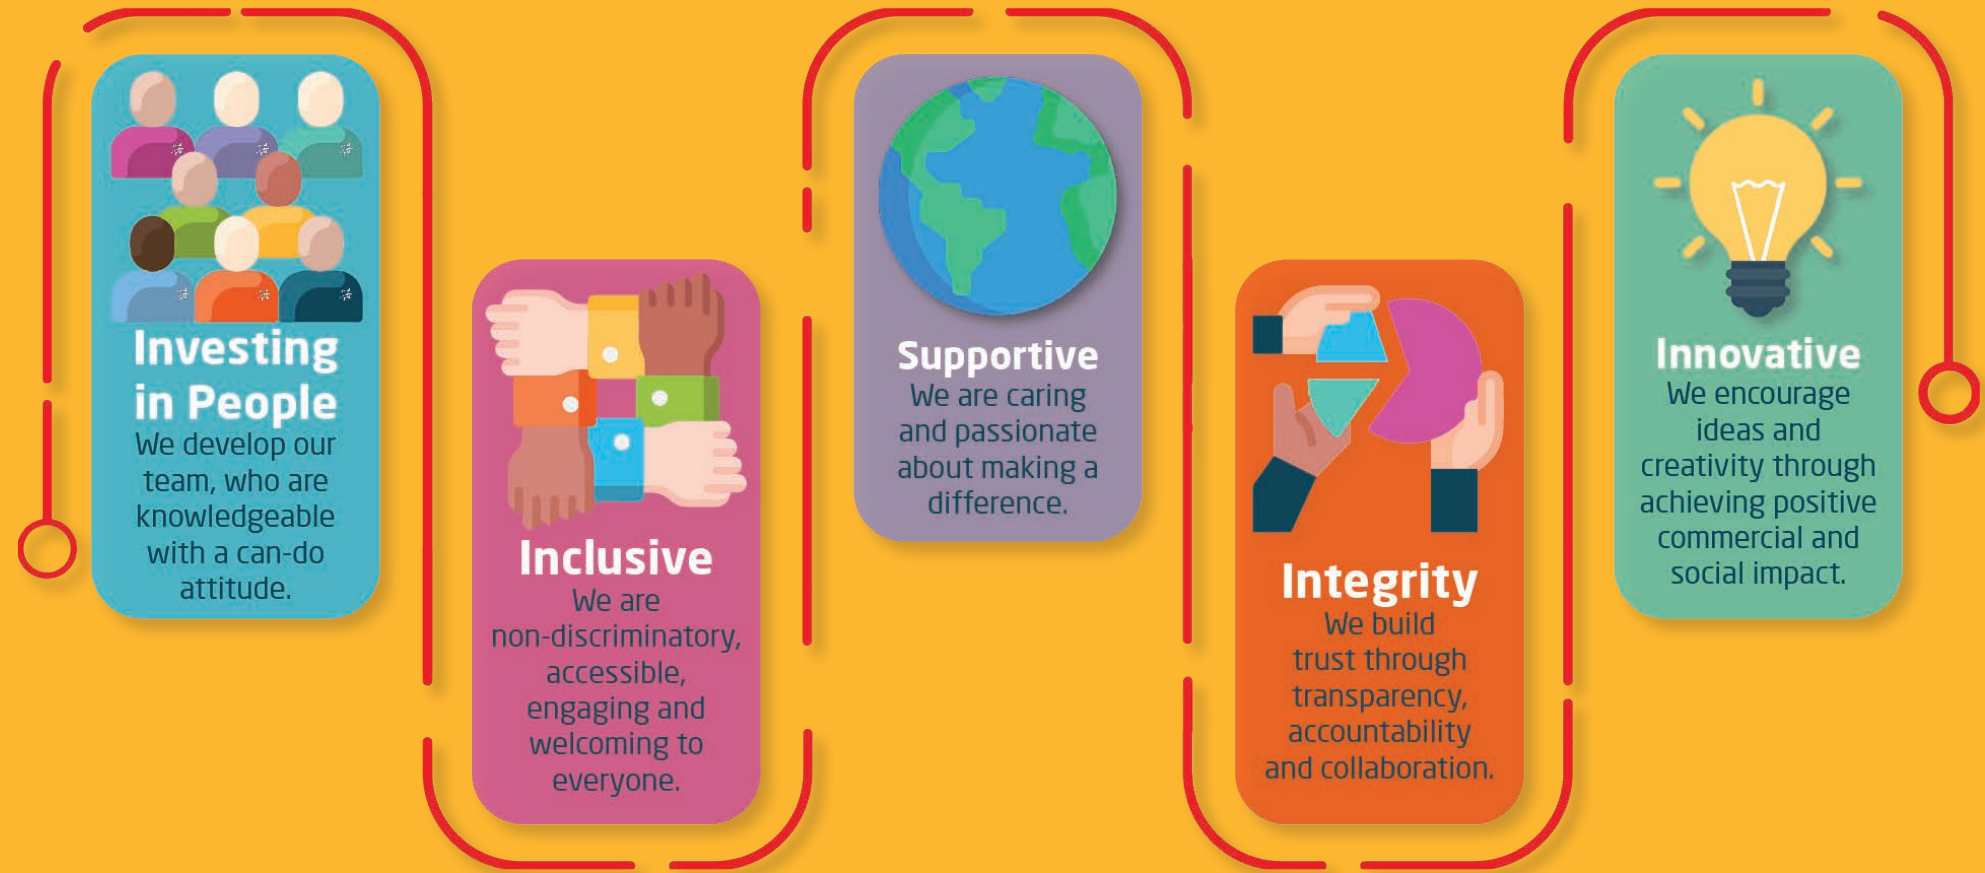 Investing
in People
We develop our
team, who are
knowledgeable
with a can-do
attitude.
Inclusive
We are
non-discriminatory,
accessible,
engaging and
welcoming to
everyone.
Supportive
We are caring
and passionate
about making a
difference.
Integrity
We build
trust through
transparency,
accountability
and collaboration.
Innovative
We encourage
ideas and
creativity through
achieving positive
commercial and
social impact.